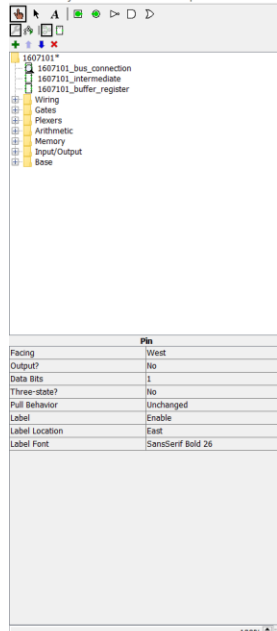 A
1607101*
1607101_bus_connection
1607101_intermediate
1607101_buffer_register
Wiring
Gates
Plexers
Arithmetic
Memory
Input/Output
Base
Pin
Facing West
Output? No
Data Bits 1
Three-state? No
Pull Behavior Unchanged
Label Enable
Label Location East
Label Font SansSerif Bold 26